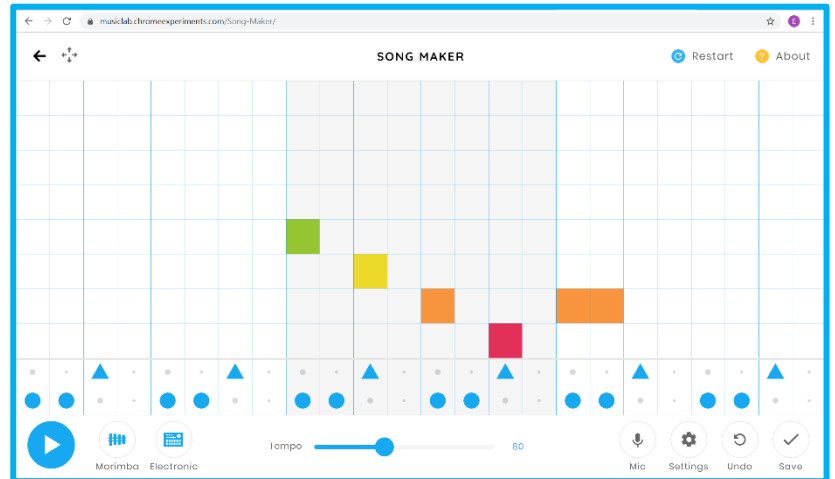 musiclab.chromeexperiments.com/Song-Maker/
SONG MAKER
Restart
? About
Tempo 80
Marimba Electronic
Mic Settings Undo Save